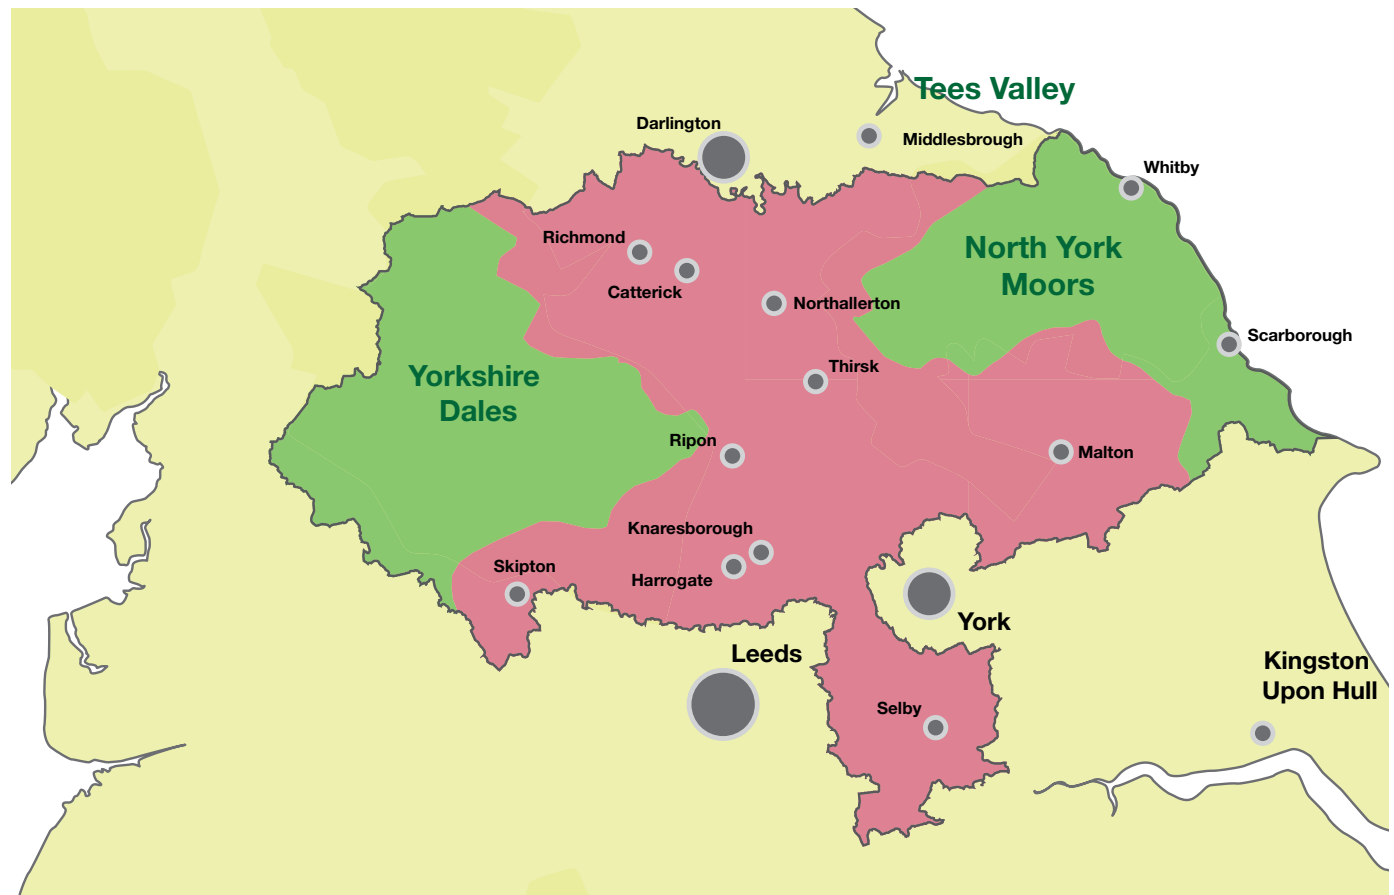 Tees Valley
Darlington
Middlesbrough
Whitby
Richmond
North York
Moors
Catterick
Northallerton
Scarborough
Thirsk
Yorkshire
Dales
Ripon
Malton
Knaresborough
Skipton
Harrogate
York
Leeds
Kingston
Upon Hull
Selby